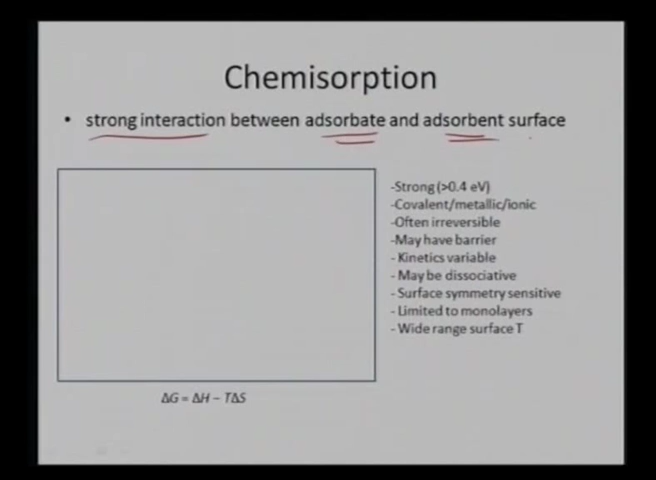 Chemisorption
• strong interaction between adsorbate and adsorbent surface
-Strong (>0.4 eV)
-Covalent/metallic/ionic
-Often irreversible
-May have barrier
- Kinetics variable
- May be dissociative
- Surface symmetry sensitive
- Limited to monolayers
- Wide range surface T
ΔG = ΔH – TΔS